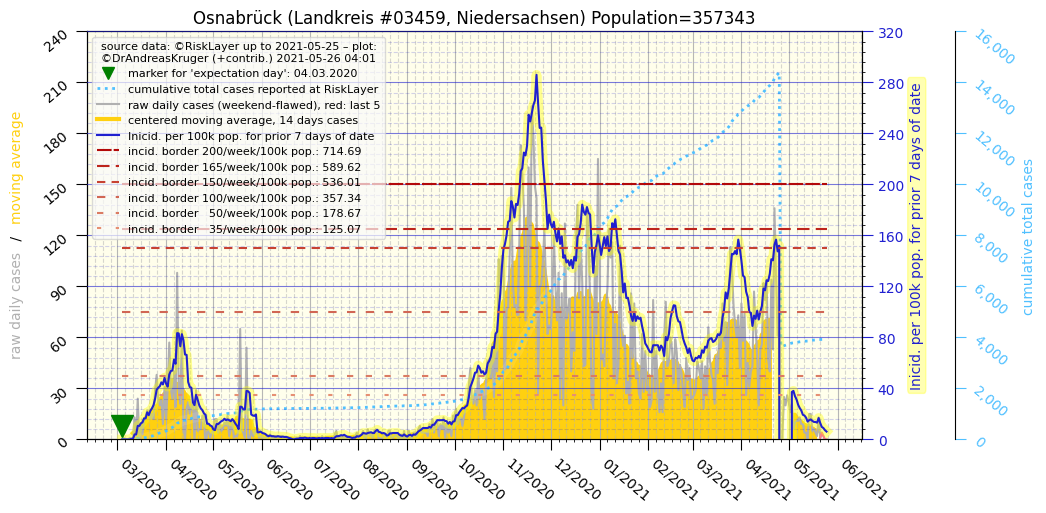 Osnabrück (Landkreis #03459, Niedersachsen) Population=357343
source data: ©RiskLayer up to 2021-05-25 – plot:
©DrAndreasKruger (+contrib.) 2021-05-26 04:01
marker for 'expectation day': 04.03.2020
cumulative total cases reported at RiskLayer
raw daily cases (weekend-flawed), red: last 5
centered moving average, 14 days cases
Inicid. per 100k pop. for prior 7 days of date
incid. border 200/week/100k pop.: 714.69
incid. border 165/week/100k pop.: 589.62
incid. border 150/week/100k pop.: 536.01
incid. border 100/week/100k pop.: 357.34
incid. border 50/week/100k pop.: 178.67
incid. border 35/week/100k pop.: 125.07
raw daily cases / moving average
240
210
180
150
120
90
60
30
0
320
280
240
200
160
120
80
40
0
Inicid. per 100k pop. for prior 7 days of date
16,000
14,000
12,000
10,000
8,000
6,000
4,000
2,000
0
cumulative total cases
03/2020
04/2020
05/2020
06/2020
07/2020
08/2020
09/2020
10/2020
11/2020
12/2020
01/2021
02/2021
03/2021
04/2021
05/2021
06/2021